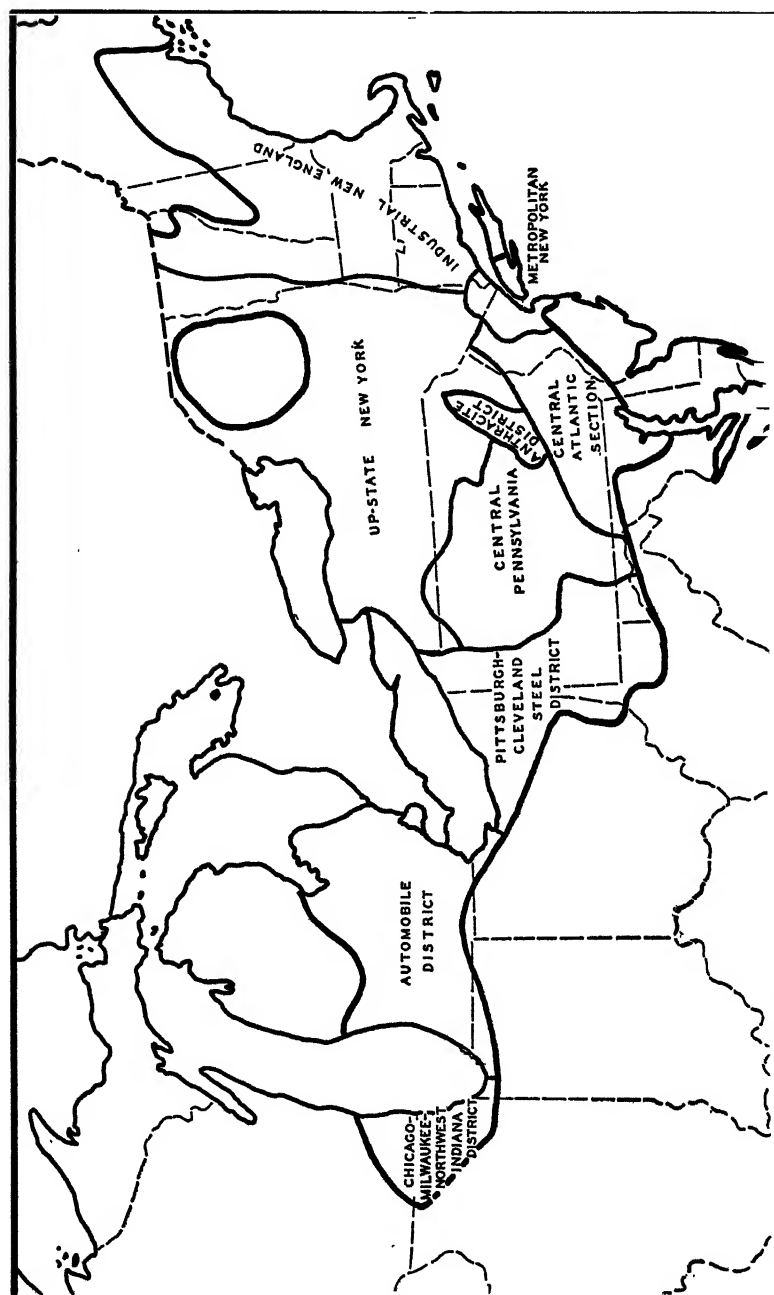 INDUSTRIAL NEW ENGLAND
METROPOLITAN
NEW YORK
UP-STATE NEW YORK
ANTHRACITE
DISTRICT
CENTRAL
ATLANTIC
SECTION
CENTRAL
PENNSYLVANIA
PITTSBURGH-
CLEVELAND
STEEL
DISTRICT
AUTOMOBILE
DISTRICT
CHICAGO-
MILWAUKEE-
NORTHWEST
INDIANA
DISTRICT